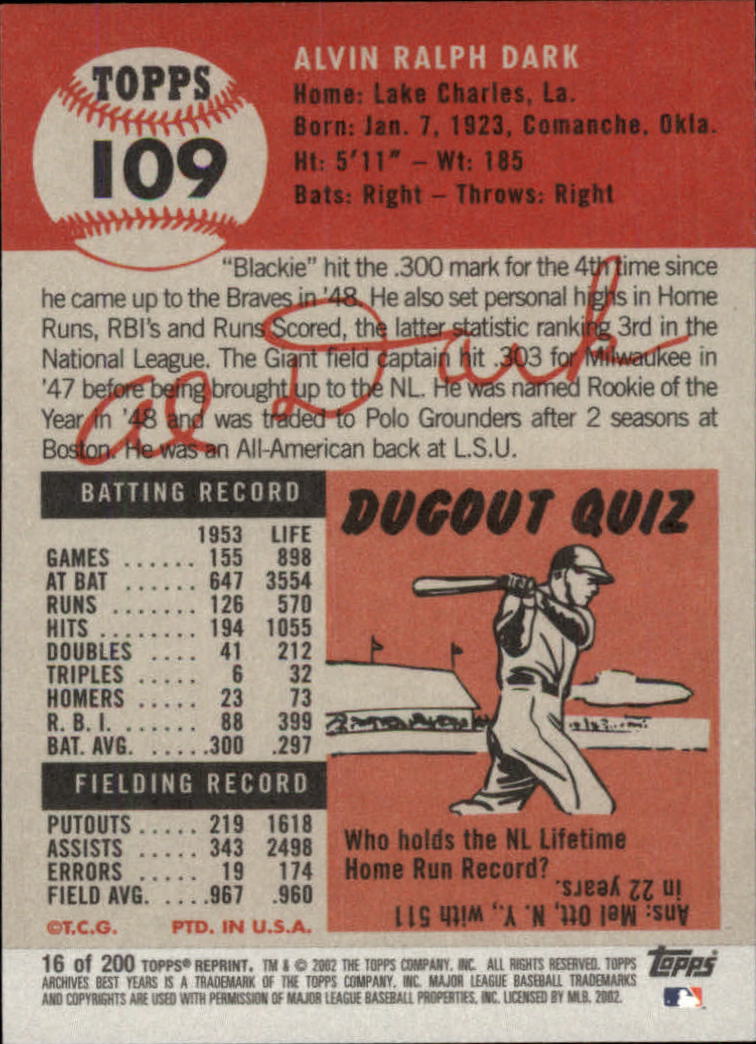 TOPPS
109
ALVIN RALPH DARK
Home: Lake Charles, La.
Born: Jan. 7, 1923, Comanche, Okla.
Ht: 5'11" – Wt: 185
Bats: Right – Throws: Right
"Blackie" hit the .300 mark for the 4th time since
he came up to the Braves in '48. He also set personal highs in Home
Runs, RBI's and Runs Scored, the latter statistic ranking 3rd in the
National League. The Giant field captain hit .303 for Milwaukee in
'47 before being brought up to the NL. He was named Rookie of the
Year in '48 and was traded to Polo Grounders after 2 seasons at
Boston. He was an All-American back at L.S.U.
Al Dark
BATTING RECORD
1953 LIFE
GAMES ...... 155 898
AT BAT ...... 647 3554
RUNS ....... 126 570
HITS ........ 194 1055
DOUBLES .... 41 212
TRIPLES ..... 6 32
HOMERS ..... 23 73
R. B. I. ....... 88 399
BAT. AVG. ..... .300 .297
FIELDING RECORD
PUTOUTS ..... 219 1618
ASSISTS ..... 343 2498
ERRORS ..... 19 174
FIELD AVG. .... .967 .960
©T.C.G. PTD. IN U.S.A.
DUGOUT QUIZ
Who holds the NL Lifetime
Home Run Record?
Ans: Mel Ott, N. Y., with 511
in 22 years.
16 of 200 TOPPS® REPRINT. TM & © 2002 THE TOPPS COMPANY, INC. ALL RIGHTS RESERVED. TOPPS
ARCHIVES BEST YEARS IS A TRADEMARK OF THE TOPPS COMPANY, INC. MAJOR LEAGUE BASEBALL TRADEMARKS
AND COPYRIGHTS ARE USED WITH PERMISSION OF MAJOR LEAGUE BASEBALL PROPERTIES, INC. LICENSED BY MLB. 2002.
Topps